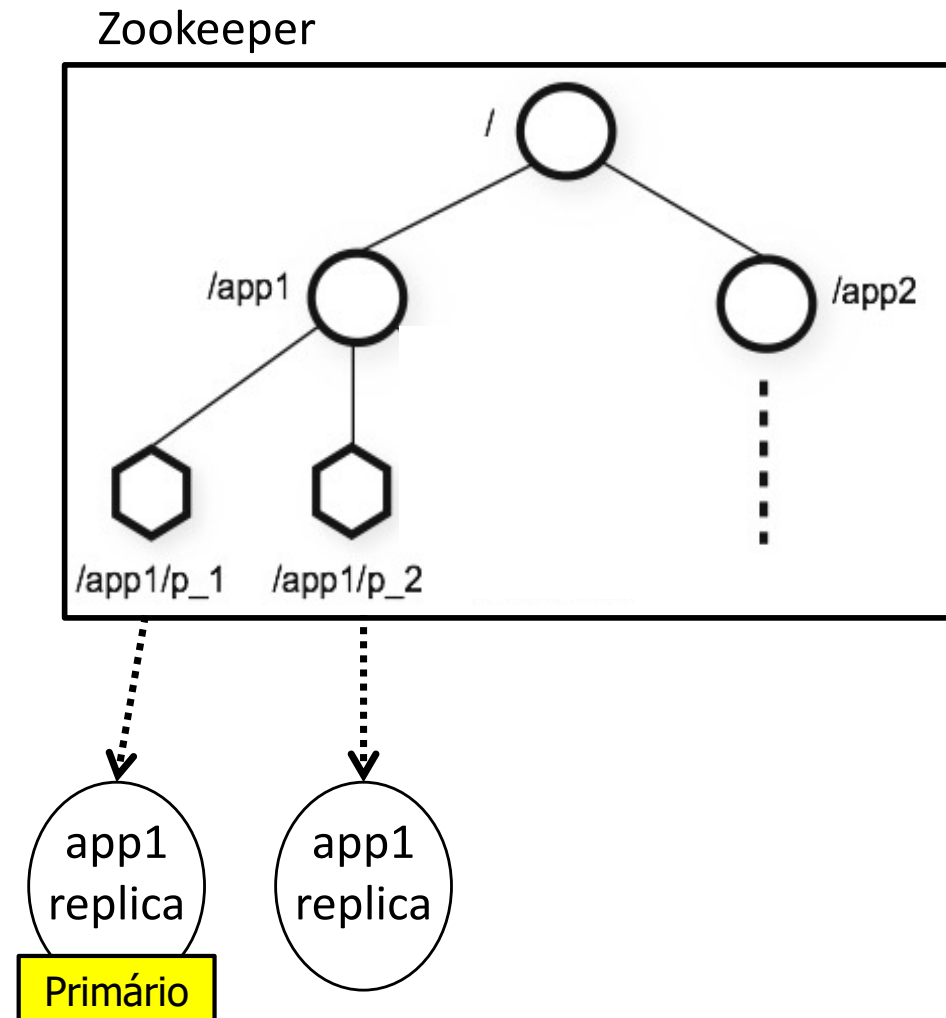 Zookeeper
/
/app1
/app2
/app1/p_1
/app1/p_2
app1
replica
app1
replica
Primário